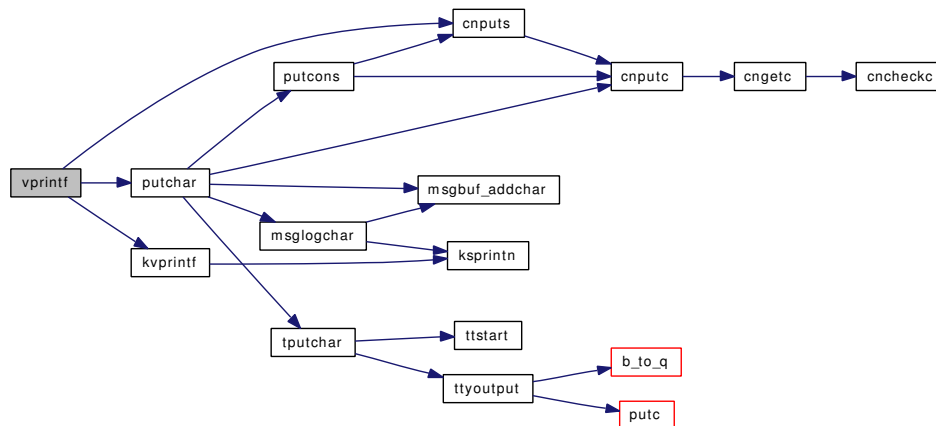 cnputs
putcons
cnputc
cngetc
cncheckc
vprintf
putchar
msgbuf_addchar
msglogchar
kvprintf
ksprintn
tputchar
ttstart
b_to_q
ttyoutput
putc